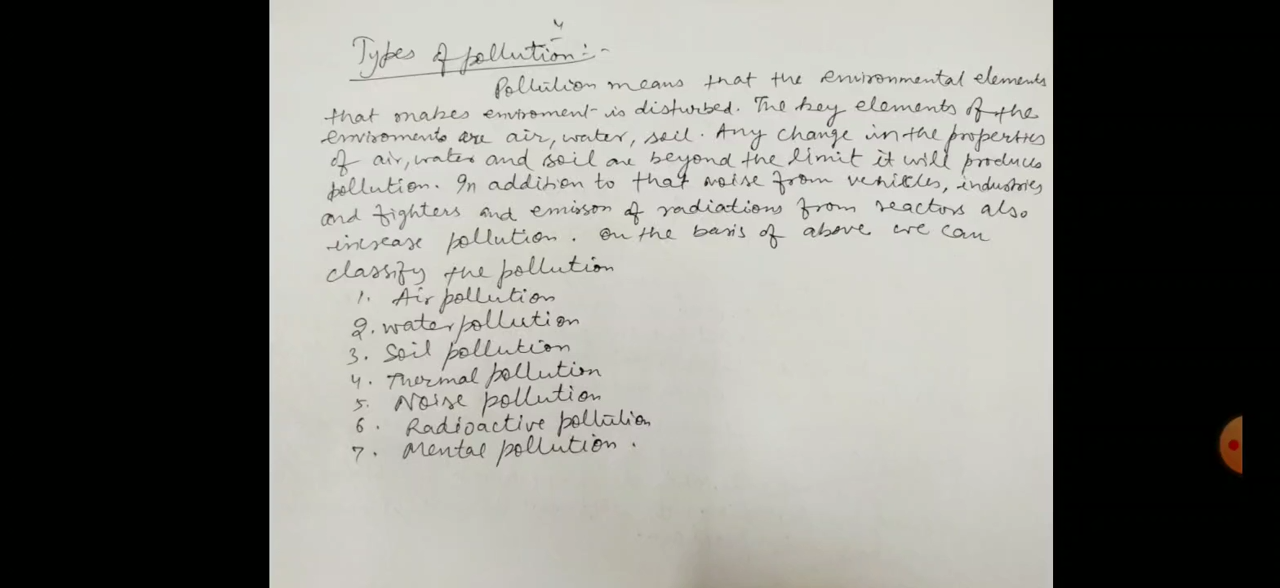 4
Types of pollution:-
Pollution means that the environmental elements
that makes enviroment is disturbed. The key elements of the
enviroments are air, water, soil. Any change in the properties
of air, water and soil are beyond the limit it will produce
pollution. In addition to that noise from vehicles, industries
and fighters and emisson of radiations from reactors also
increase pollution. on the basis of above we can
classify the pollution
1. Air pollution
2. water pollution
3. Soil pollution
4. Thermal pollution
5. Noise pollution
6. Radioactive pollution
7. Mental pollution.